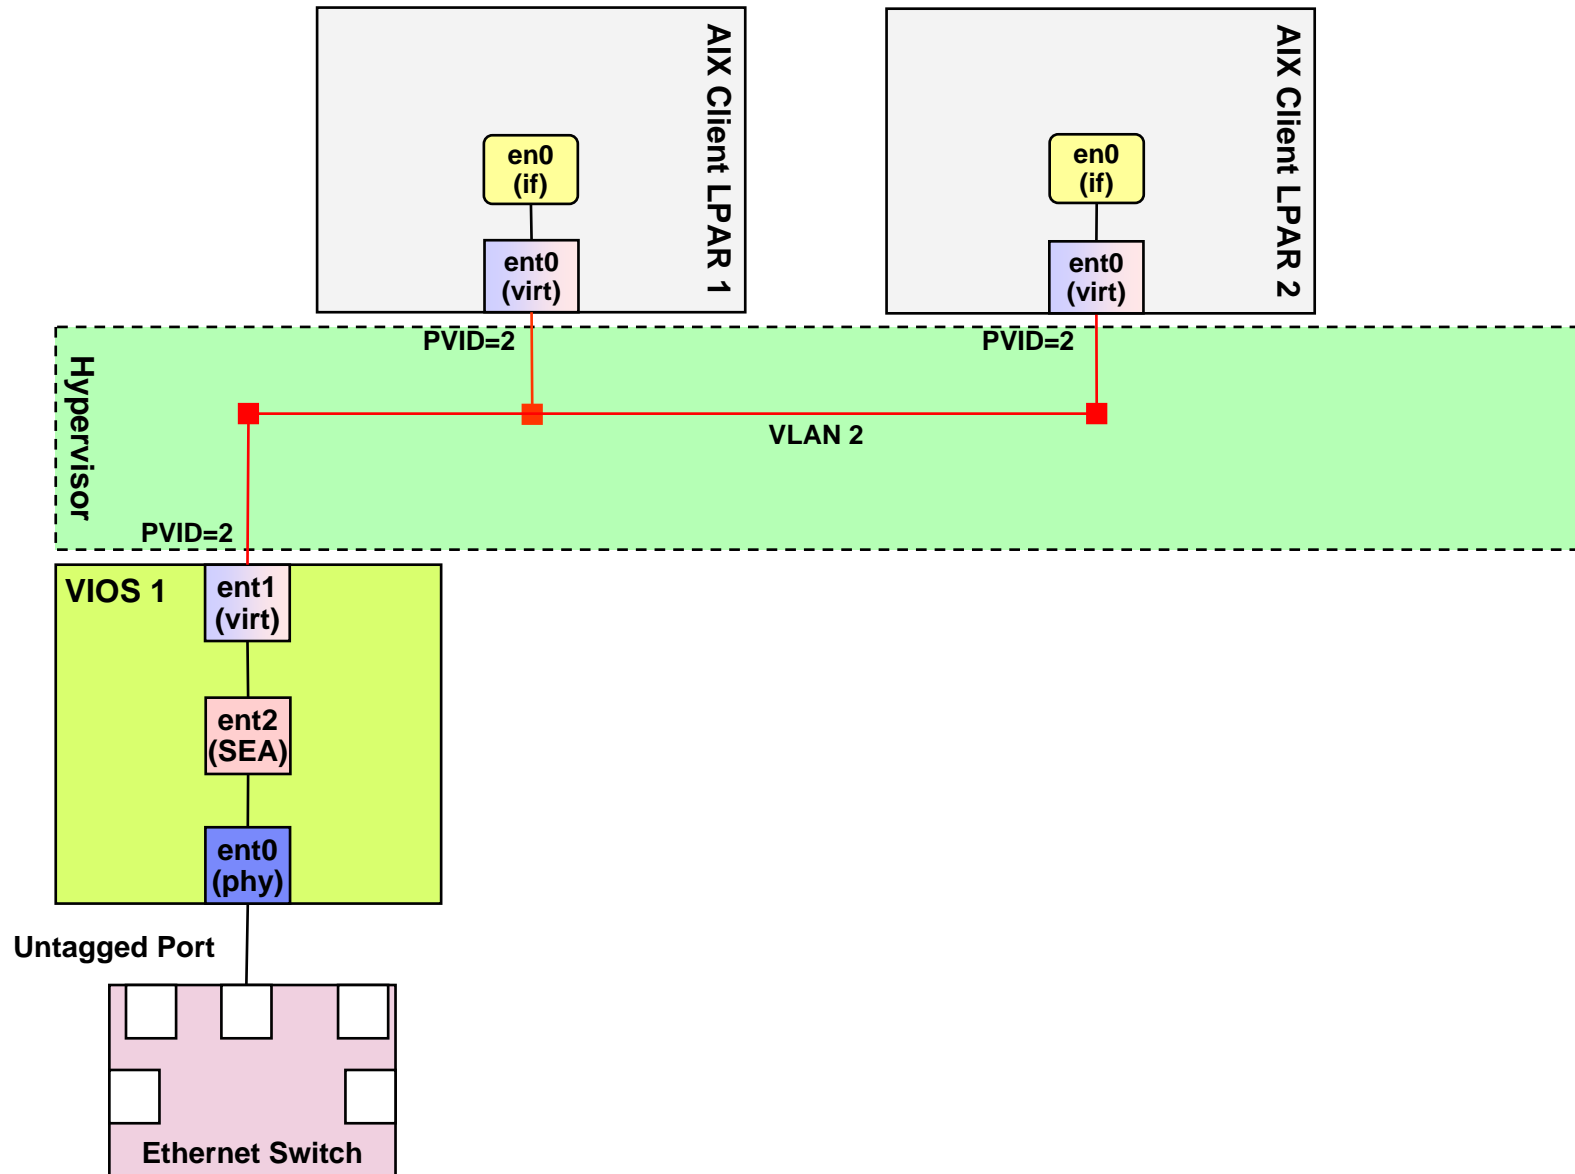 AIX Client LPAR 1
en0
(if)
ent0
(virt)
AIX Client LPAR 2
en0
(if)
ent0
(virt)
PVID=2
PVID=2
Hypervisor
VLAN 2
PVID=2
VIOS 1
ent1
(virt)
ent2
(SEA)
ent0
(phy)
Untagged Port
Ethernet Switch